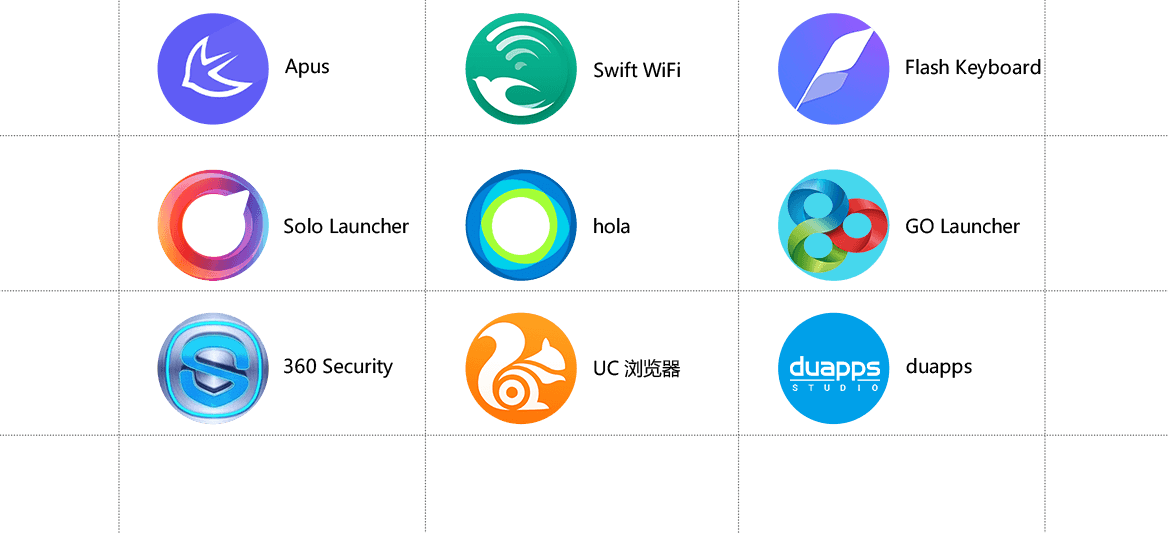 Apus
Swift WiFi
Flash Keyboard
Solo Launcher
hola
GO Launcher
360 Security
UC 浏览器
duapps
STUDIO
duapps